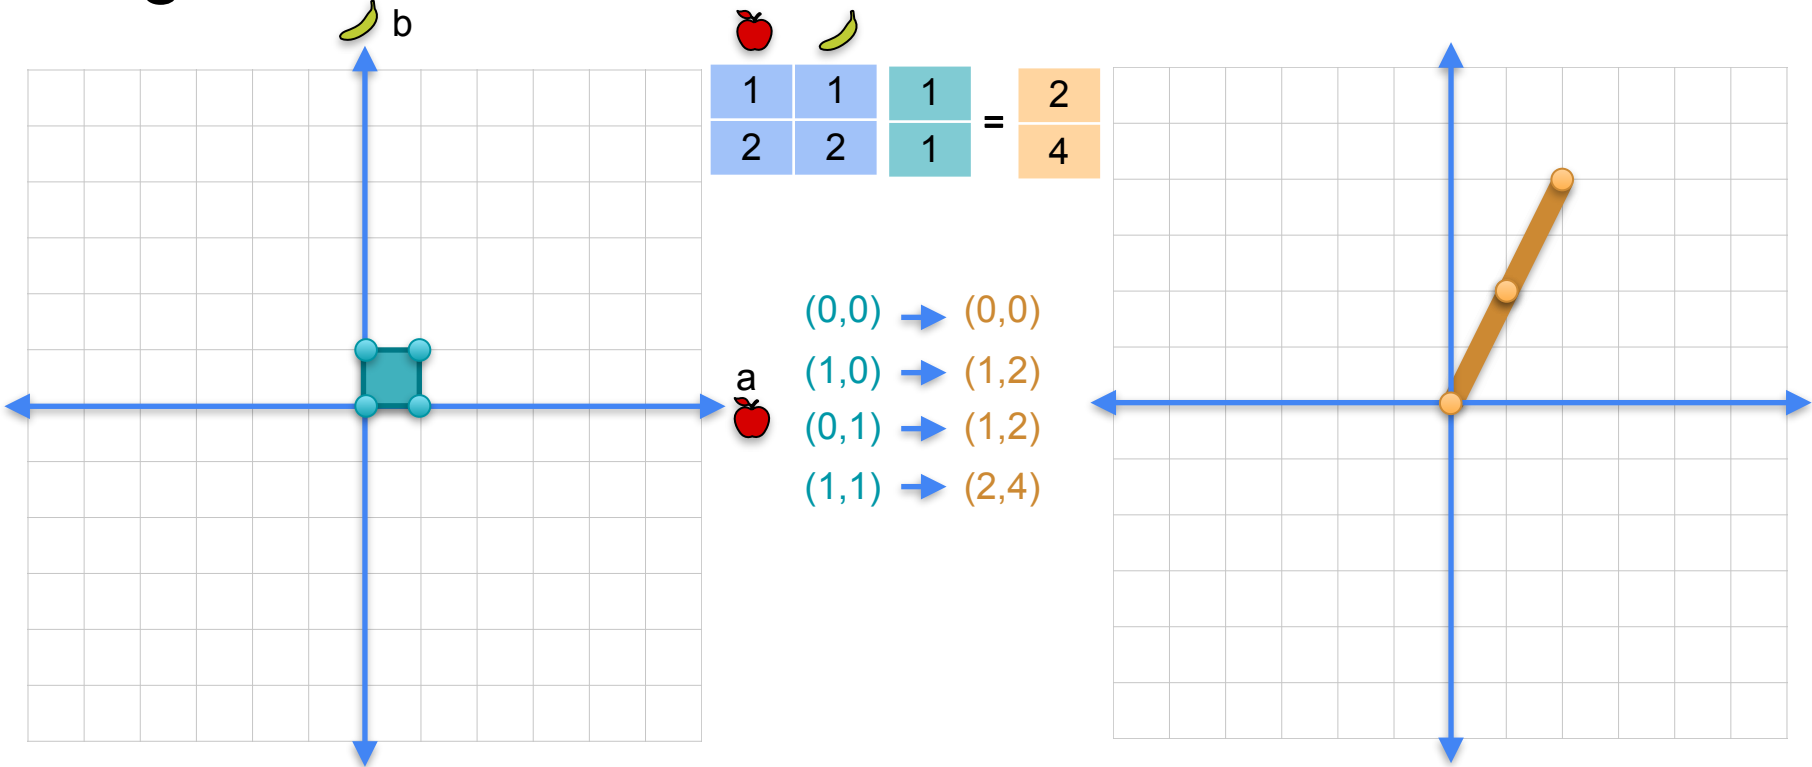 b
1 1 1 = 2
2 2 1 4
(0,0) (0,0)
a
(1,0) (1,2)
(0,1) (1,2)
(1,1) (2,4)